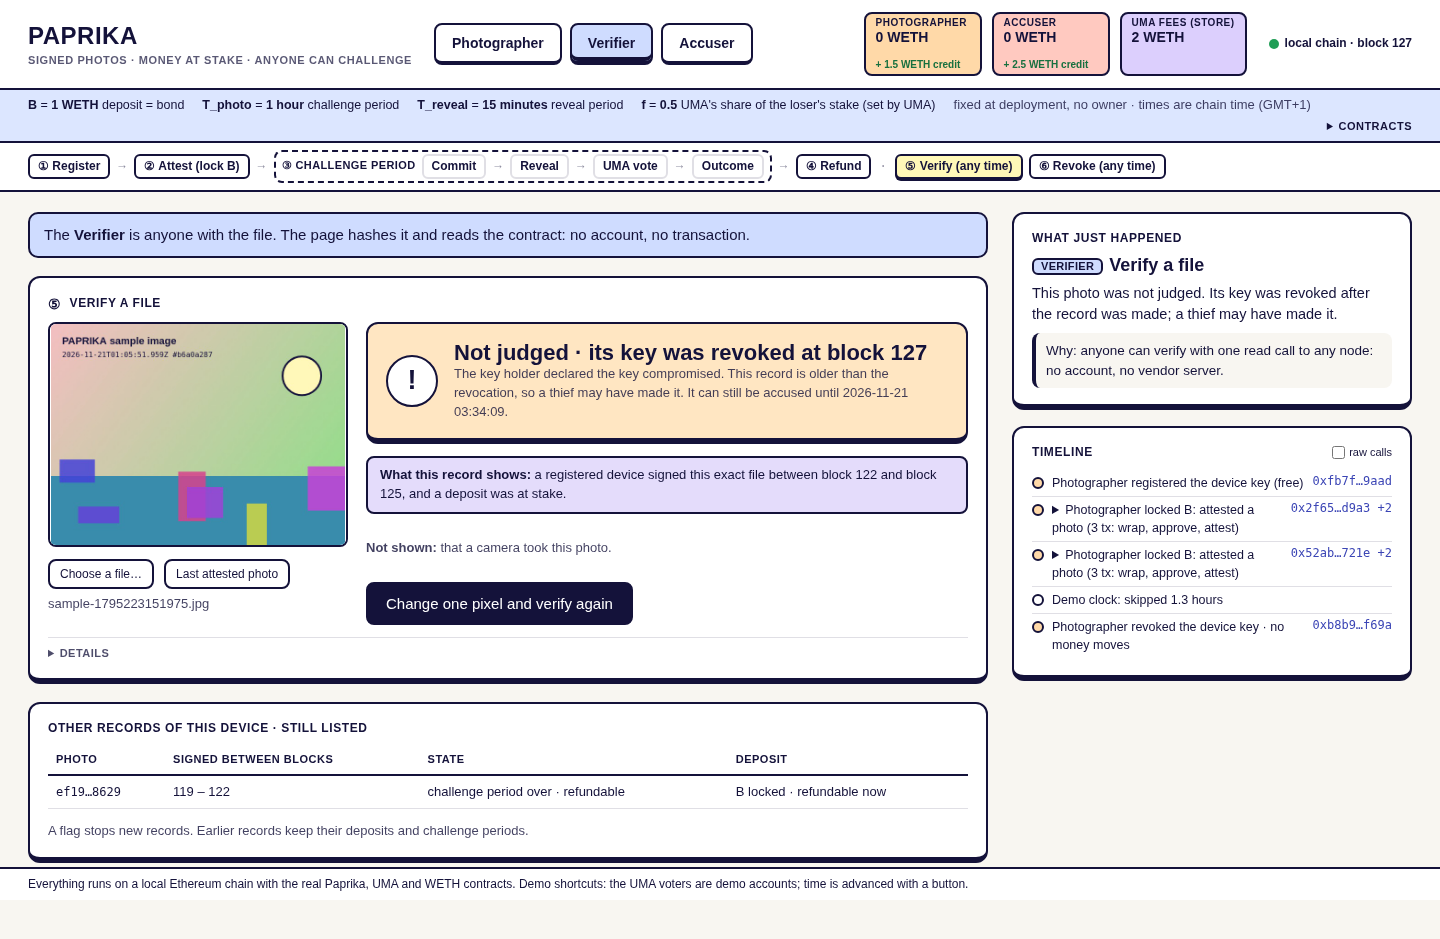 PAPRIKA
SIGNED PHOTOS · MONEY AT STAKE · ANYONE CAN CHALLENGE
Photographer
Verifier
Accuser
PHOTOGRAPHER
0 WETH
+ 1.5 WETH credit
ACCUSER
0 WETH
+ 2.5 WETH credit
UMA FEES (STORE)
2 WETH
local chain · block 127
B = 1 WETH deposit = bond T_photo = 1 hour challenge period T_reveal = 15 minutes reveal period f = 0.5 UMA's share of the loser's stake (set by UMA) fixed at deployment, no owner · times are chain time (GMT+1)
▶ CONTRACTS
① Register → ② Attest (lock B) → ③ CHALLENGE PERIOD Commit → Reveal → UMA vote → Outcome → ④ Refund · ⑤ Verify (any time) ⑥ Revoke (any time)
The Verifier is anyone with the file. The page hashes it and reads the contract: no account, no transaction.
⑤ VERIFY A FILE
PAPRIKA sample image
2026-11-21T01:05:51.959Z #b6a0a287
Choose a file…
Last attested photo
sample-1795223151975.jpg
!
Not judged · its key was revoked at block 127
The key holder declared the key compromised. This record is older than the
revocation, so a thief may have made it. It can still be accused until 2026-11-21
03:34:09.
What this record shows: a registered device signed this exact file between block 122 and block
125, and a deposit was at stake.
Not shown: that a camera took this photo.
Change one pixel and verify again
▶ DETAILS
OTHER RECORDS OF THIS DEVICE · STILL LISTED
PHOTO SIGNED BETWEEN BLOCKS STATE DEPOSIT
ef19…8629 119 – 122 challenge period over · refundable B locked · refundable now
A flag stops new records. Earlier records keep their deposits and challenge periods.
WHAT JUST HAPPENED
VERIFIER Verify a file
This photo was not judged. Its key was revoked after
the record was made; a thief may have made it.
Why: anyone can verify with one read call to any node:
no account, no vendor server.
TIMELINE
raw calls
Photographer registered the device key (free) 0xfb7f…9aad
▶ Photographer locked B: attested a 0x2f65…d9a3 +2
photo (3 tx: wrap, approve, attest)
▶ Photographer locked B: attested a 0x52ab…721e +2
photo (3 tx: wrap, approve, attest)
Demo clock: skipped 1.3 hours
Photographer revoked the device key · no 0xb8b9…f69a
money moves
Everything runs on a local Ethereum chain with the real Paprika, UMA and WETH contracts. Demo shortcuts: the UMA voters are demo accounts; time is advanced with a button.